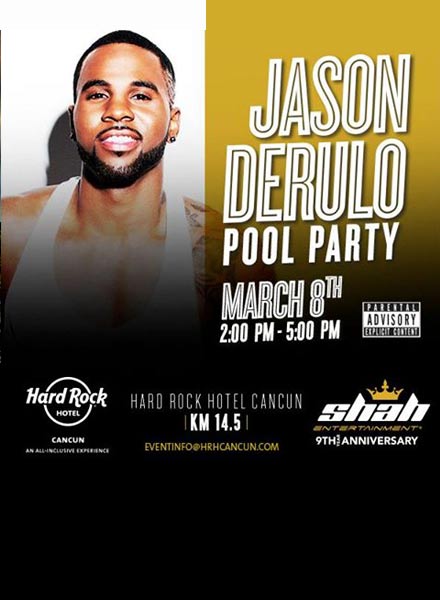 JASON
DERULO
POOL PARTY
MARCH 8TH
2:00 PM - 5:00 PM
PARENTAL
ADVISORY
EXPLICIT CONTENT
Hard Rock
HOTEL
CANCUN
AN ALL-INCLUSIVE EXPERIENCE
HARD ROCK HOTEL CANCUN
| KM 14.5 |
EVENTINFO@HRHCANCUN.COM
shah
ENTERTAINMENT
9TH YEAR ANNIVERSARY